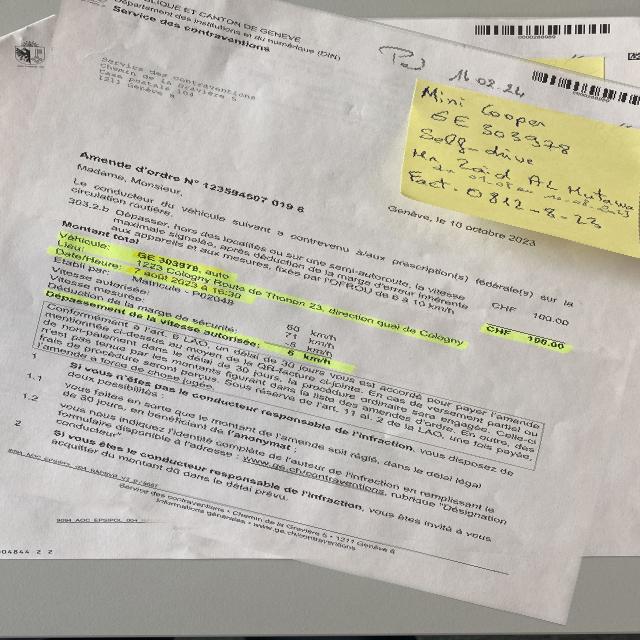 RÉPUBLIQUE ET CANTON DE GENÈVE
Département des institutions et du numérique (DIN)
Service des contraventions
0000288989
14.02.24
Service des contraventions
Chemin de la Gravière 5
Case postale 104
1211 Genève 8
Mini Cooper
GE 303978
Self-drive
Mr Zaid AL Mutawa
Fact. 0812-8-23
Amende d'ordre N° 123594507 019 8
Madame, Monsieur,
Genève, le 10 octobre 2023
Le conducteur du véhicule suivant a contrevenu à/aux prescription(s) fédérale(s) sur la
circulation routière.
303.2.b Dépasser, hors des localités ou sur une semi-autoroute, la vitesse
maximale signalée, après déduction de la marge d'erreur inhérente
aux appareils et aux mesures, fixées par l'OFROU de 6 à 10 km/h
CHF 100.00
Montant total
CHF 100.00
Véhicule: GE 303978, auto
Lieu: 1223 Cologny Route de Thonon 23, direction quai de Cologny
Date/Heure: 7 août 2023 à
Etabli par: Matricule - P02048
Vitesse autorisée: 60 km/h
Vitesse mesurée: 71 km/h
Déduction de la marge de sécurité: km/h
Dépassement de la vitesse autorisée: 6 km/h
Conformément à l'art. 6 LAO, un délai de 30 jours vous est accordé pour payer l'amende
mentionnée ci-dessus au moyen de la QR-facture ci-jointe. En cas de versement partiel ou
de non-paiement dans le délai de 30 jours, la procédure ordinaire sera engagée. Celle-ci
n'est pas tenue par les montants figurant dans la liste des amendes d'ordre. En outre, des
frais de procédure seront perçus. Sous réserve de l'art. 11 al. 2 de la LAO, une fois payée,
l'amende a force de chose jugée.
1 Si vous n'êtes pas le conducteur responsable de l'infraction, vous disposez de
deux possibilités :
1.1 vous faites en sorte que le montant de l'amende soit réglé, dans le délai légal
de 30 jours, en bénéficiant de l'anonymat ;
1.2 vous nous indiquez l'identité complète de l'auteur de l'infraction en remplissant le
formulaire disponible à l'adresse : www.ge.ch/contraventions, rubrique "Désignation
conducteur"
2 Si vous êtes le conducteur responsable de l'infraction, vous êtes invité à vous
acquitter du montant dû dans le délai prévu.
Service des contraventions • Chemin de la Gravière 5 • 1211 Genève 8
Informations générales • www.ge.ch/contraventions
004844 2 2